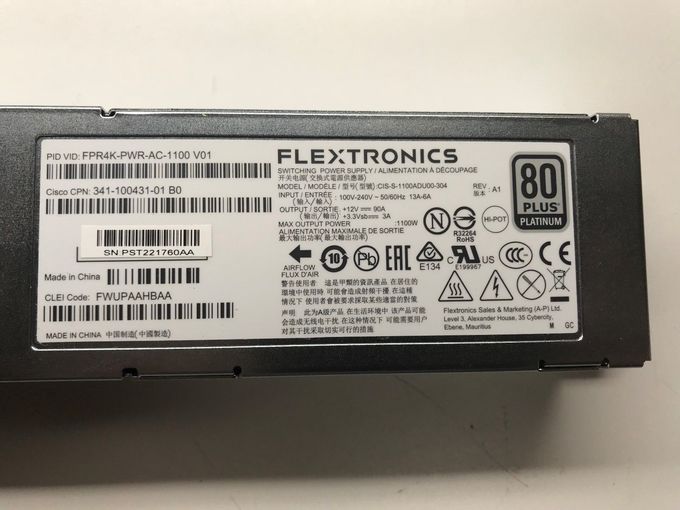 PID VID: FPR4K-PWR-AC-1100 V01
Cisco CPN: 341-100431-01 B0
SN:PST221760AA
Made in China
CLEI Code: FWUPAAHBAA
MADE IN CHINA 中国制造(中國製造)
FLEXTRONICS
SWITCHING POWER SUPPLY / ALIMENTATION À DÉCOUPAGE
开关电源(交換式電源供應器)
MODEL / MODÈLE / 型号(型號) :CIS-S-1100ADU00-304
INPUT / ENTRÉE : 100V-240V ~ 50/60Hz 13A-6A
(输入 / 輸入)
OUTPUT / SORTIE : +12V ⎓ 90A
(输出 / 輸出) +3.3Vsb⎓ 3A
MAX OUTPUT POWER :1100W
ALIMENTATION MAXIMALE DE SORTIE
最大输出功率(最大輸出功率)
REV. : A1
版本
80
PLUS
PLATINUM
N
R32264
RoHS
HI-POT
AIRFLOW
FLUX D'AIR
10
Pb
EAC
E134
c UL US
E199967
CCC
警告使用者 這是甲類的資訊產品 在居住的
環境中使用時 可能會造成射頻干擾 在這種
情況下 使用者會被要求採取某些適當的對策
声明 此为A级产品 在生活环境中 该产品可能
会造成无线电干扰 在这种情况下 可能需要用户
对其干扰采取切实可行的措施
Flextronics Sales & Marketing (A-P) Ltd.
Level 3, Alexander House, 35 Cybercity,
Ebene, Mauritius
M GC